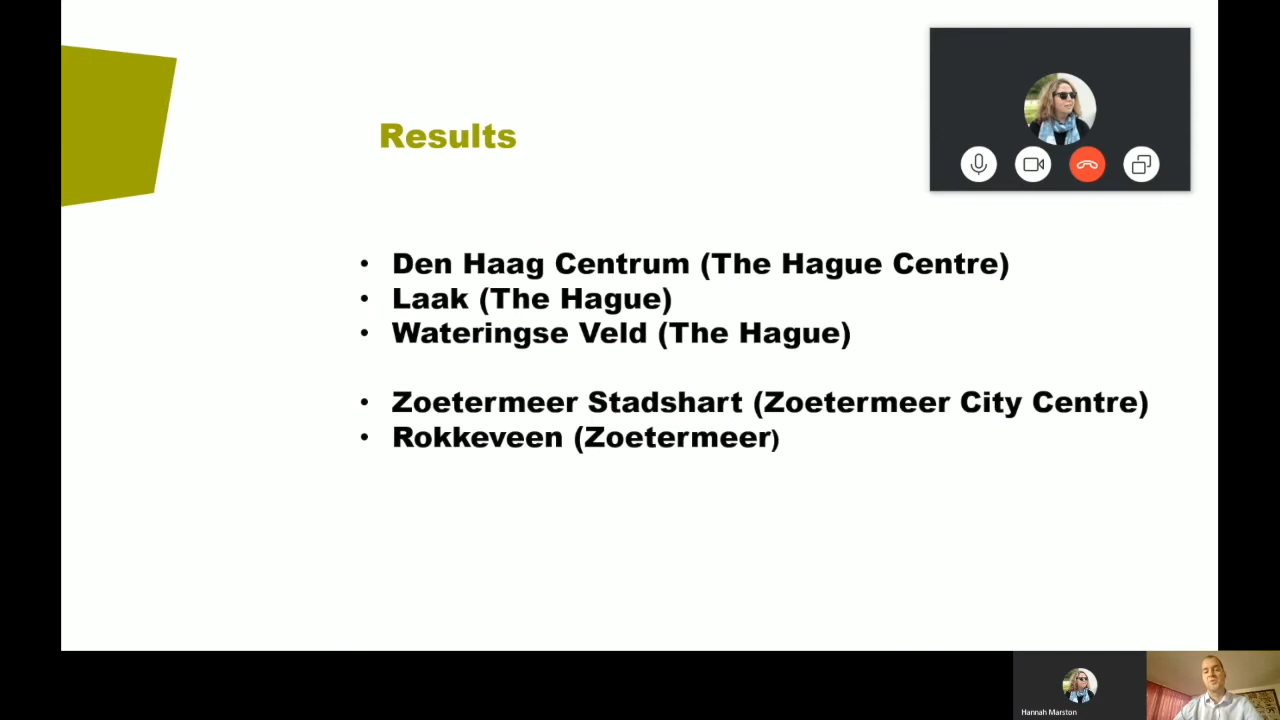 Results
• Den Haag Centrum (The Hague Centre)
• Laak (The Hague)
• Wateringse Veld (The Hague)
• Zoetermeer Stadshart (Zoetermeer City Centre)
• Rokkeveen (Zoetermeer)
Hannah Marston